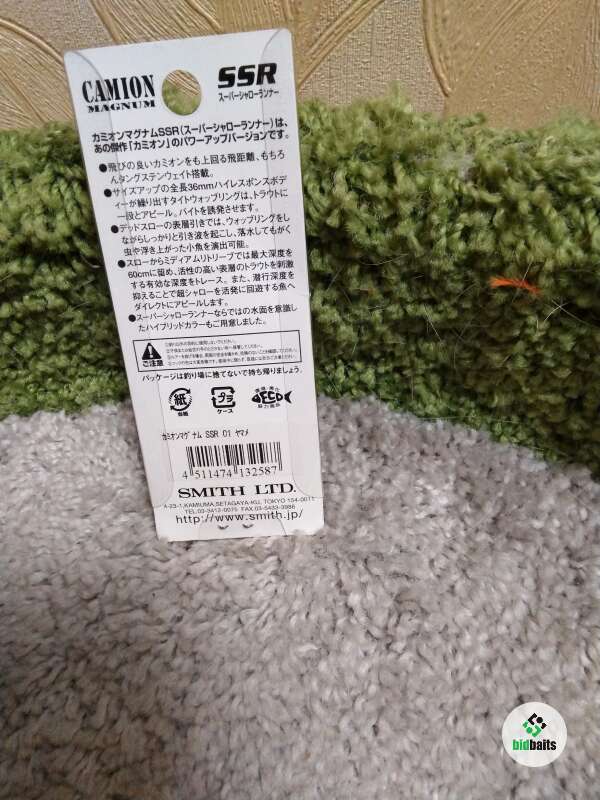 CAMION
MAGNUM
SSR
スーパーシャローランナー
カミオンマグナムSSR(スーパーシャローランナー)は、
あの傑作「カミオン」のパワーアップバージョンです。
●飛びの良いカミオンをも上回る飛距離、もちろ
んタングステンウェイト搭載。
●サイズアップの全長36mmハイレスポンスボデ
ィーが繰り出すタイトウォッブリングは、トラウトに
一段とアピール。バイトを誘発させます。
●デッドスローの表層引きでは、ウォッブリングをし
ながらしっかりと引き波を起こし、落水してもがく
虫や浮き上がった小魚を演出可能。
●スローからミディアムリトリーブでは最大深度を
60cmに留め、活性の高い表層のトラウトを刺激
する有効な深度をトレース。また、潜行深度を
抑えることで超シャローを活発に回遊する魚へ
ダイレクトにアピールします。
●スーパーシャローランナーならではの水面を意識し
たハイブリッドカラーもご用意しました。
ご注意
パッケージは釣り場に捨てないで持ち帰りましょう。
紙
プラ
ケース
ECO
カミオンマグナム SSR 01 ヤマメ
4 511474 132587
SMITH LTD.
4-23-1,KAMIUMA,SETAGAYA-KU, TOKYO 154-0011
TEL.03-3412-0075 FAX.03-5433-3986
http://www.smith.jp/
bidbaits